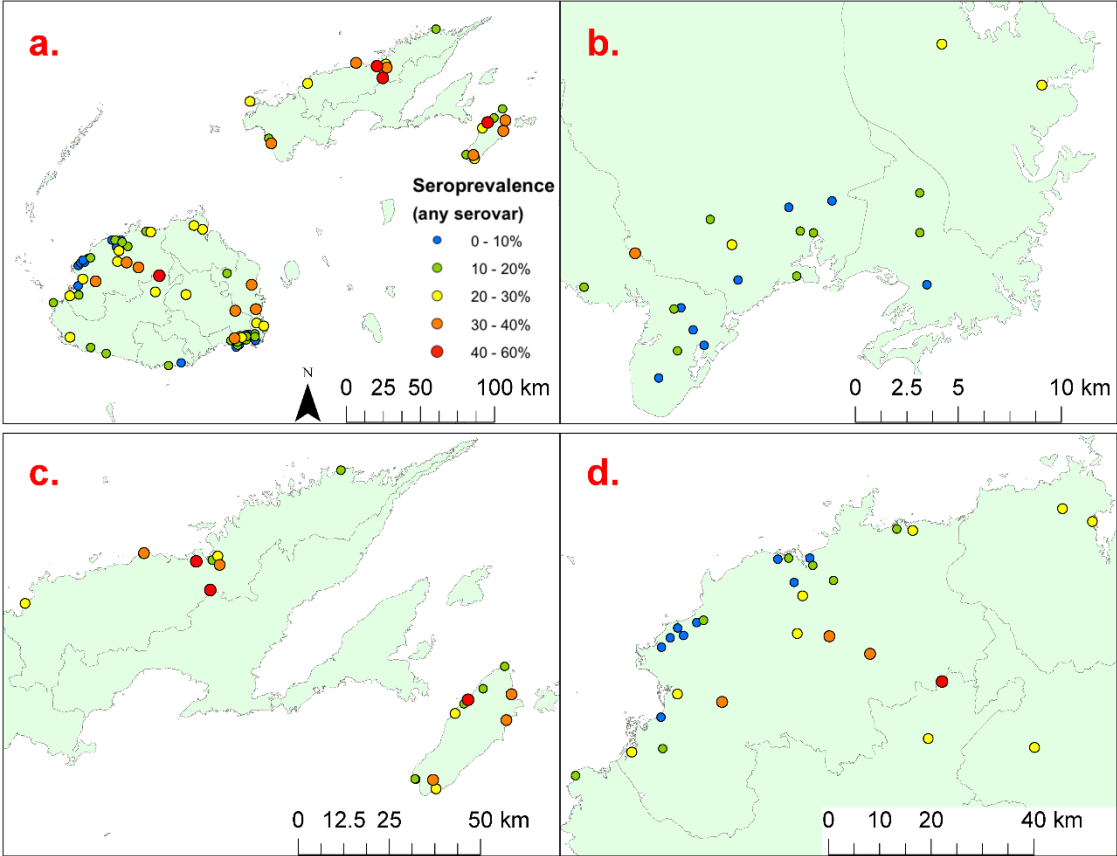 a.
b.
Seroprevalence
(any serovar)
0 - 10%
10 - 20%
20 - 30%
30 - 40%
40 - 60%
N
0 25 50 100 km
0 2.5 5 10 km
c.
d.
0 12.5 25 50 km
0 10 20 40 km